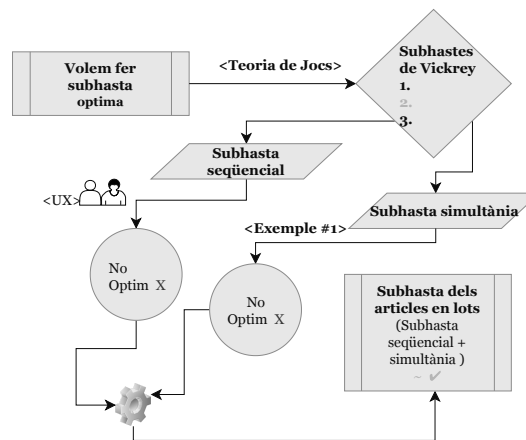 Volem fer
subhasta
optima
<Teoria de Jocs>
Subhastes
de Vickrey
1.
2.
3.
Subhasta
seqüencial
<UX>
Subhasta simultània
<Exemple #1>
No
Optim X
No
Optim X
Subhasta dels
articles en lots
(Subhasta
seqüencial +
simultània )
~ ✓